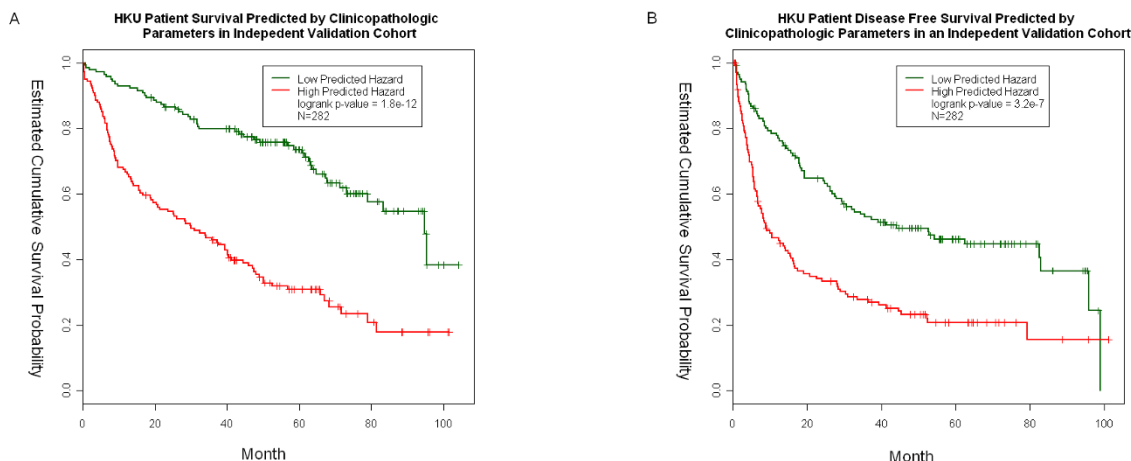 A
HKU Patient Survival Predicted by Clinicopathologic
Parameters in Indepedent Validation Cohort
Estimated Cumulative Survival Probability
1.0
0.8
0.6
0.4
0.2
0.0
Low Predicted Hazard
High Predicted Hazard
logrank p-value = 1.8e-12
N=282
0 20 40 60 80 100
Month
B
HKU Patient Disease Free Survival Predicted by
Clinicopathologic Parameters in an Indepedent Validation Cohort
Estimated Cumulative Survival Probability
1.0
0.8
0.6
0.4
0.2
0.0
Low Predicted Hazard
High Predicted Hazard
logrank p-value = 3.2e-7
N=282
0 20 40 60 80 100
Month